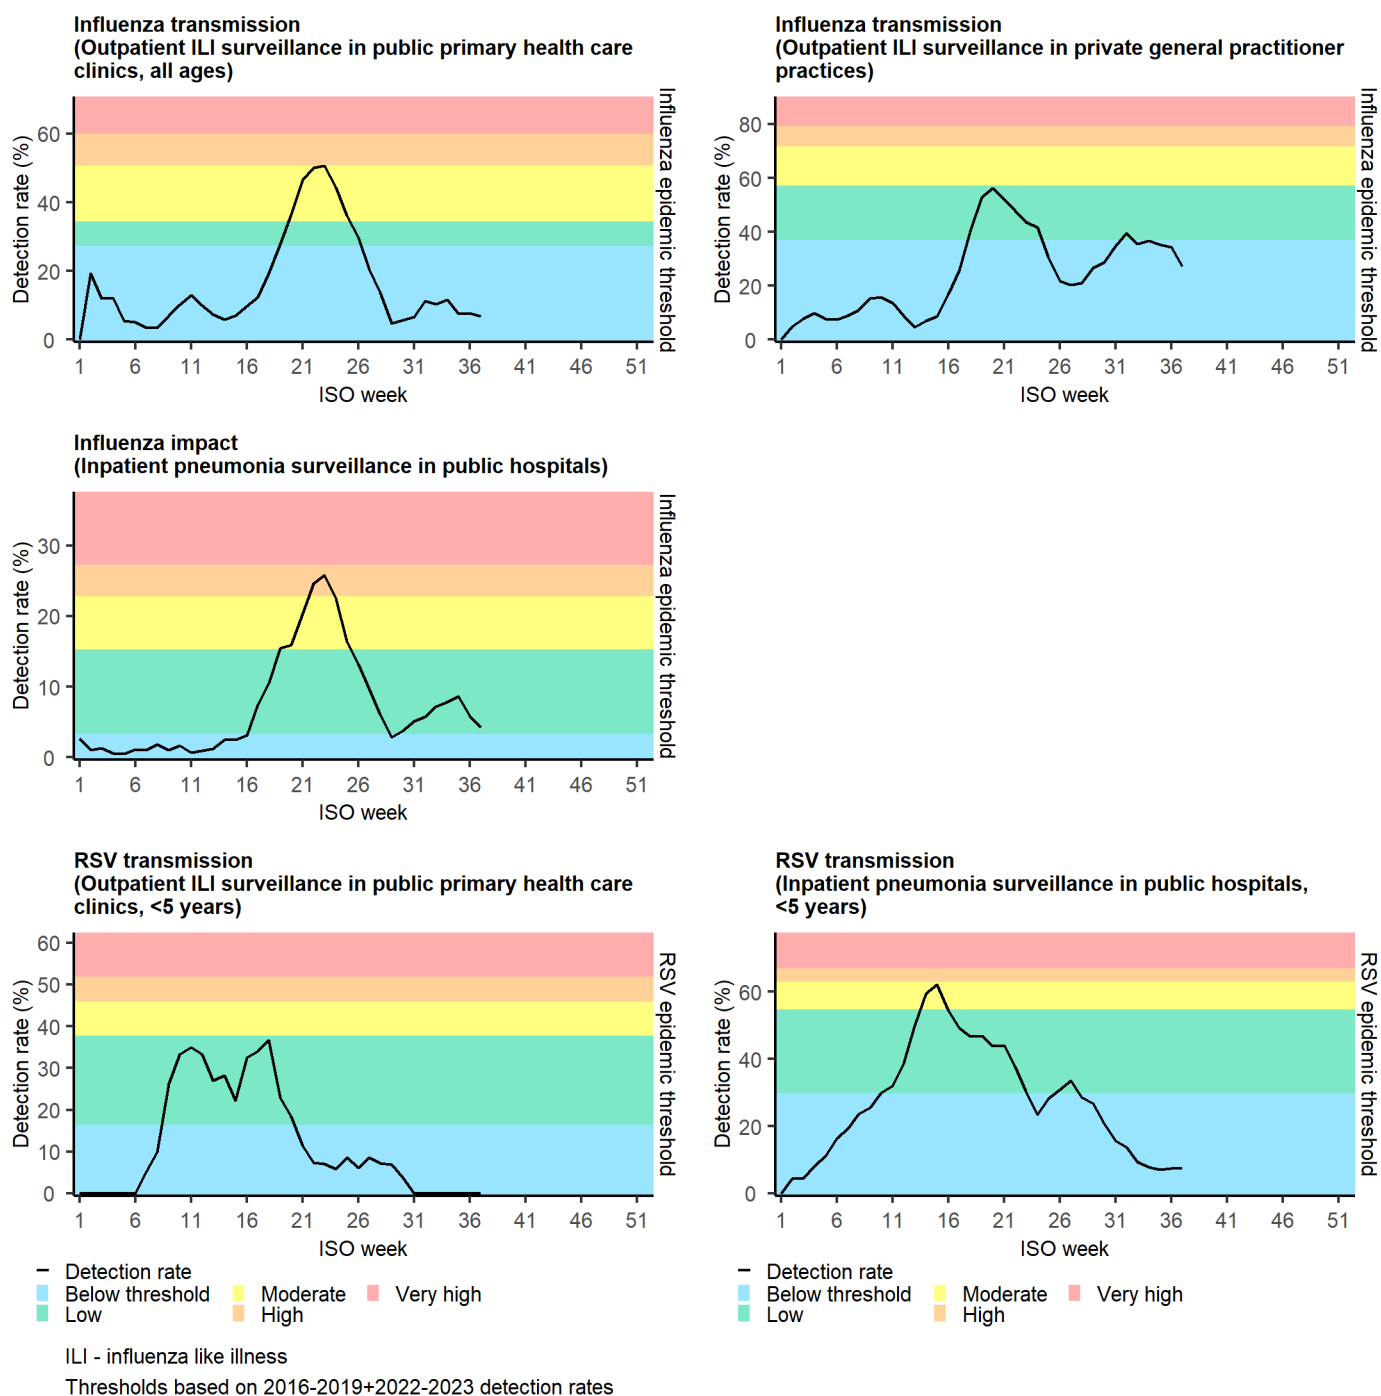 Influenza transmission
(Outpatient ILI surveillance in public primary health care
clinics, all ages)
Detection rate (%)
60
40
20
0
1 6 11 16 21 26 31 36 41 46 51
ISO week
Influenza epidemic threshold
Influenza transmission
(Outpatient ILI surveillance in private general practitioner
practices)
Detection rate (%)
80
60
40
20
0
1 6 11 16 21 26 31 36 41 46 51
ISO week
Influenza epidemic threshold
Influenza impact
(Inpatient pneumonia surveillance in public hospitals)
Detection rate (%)
30
20
10
0
1 6 11 16 21 26 31 36 41 46 51
ISO week
Influenza epidemic threshold
RSV transmission
(Outpatient ILI surveillance in public primary health care
clinics, <5 years)
Detection rate (%)
60
50
40
30
20
10
0
1 6 11 16 21 26 31 36 41 46 51
ISO week
RSV epidemic threshold
RSV transmission
(Inpatient pneumonia surveillance in public hospitals,
<5 years)
Detection rate (%)
60
40
20
0
1 6 11 16 21 26 31 36 41 46 51
ISO week
RSV epidemic threshold
Detection rate
Below threshold Moderate Very high
Low High
Detection rate
Below threshold Moderate Very high
Low High
ILI - influenza like illness
Thresholds based on 2016-2019+2022-2023 detection rates